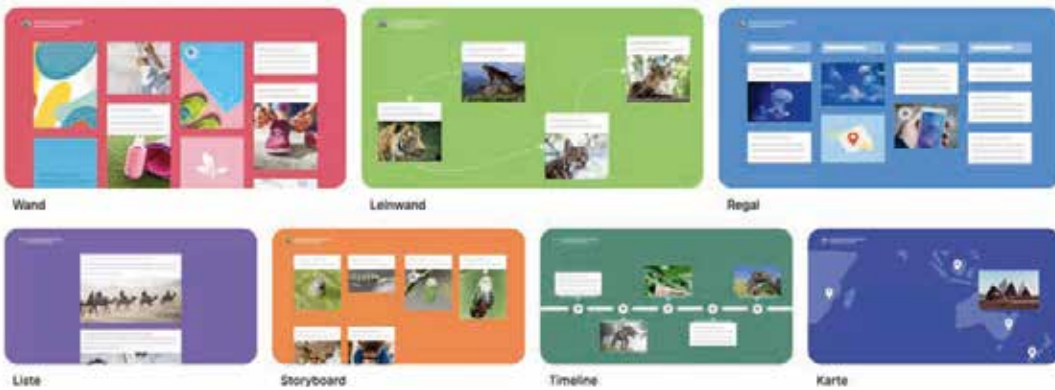 Wand
Leinwand
Regal
Liste
Storyboard
Timeline
Karte